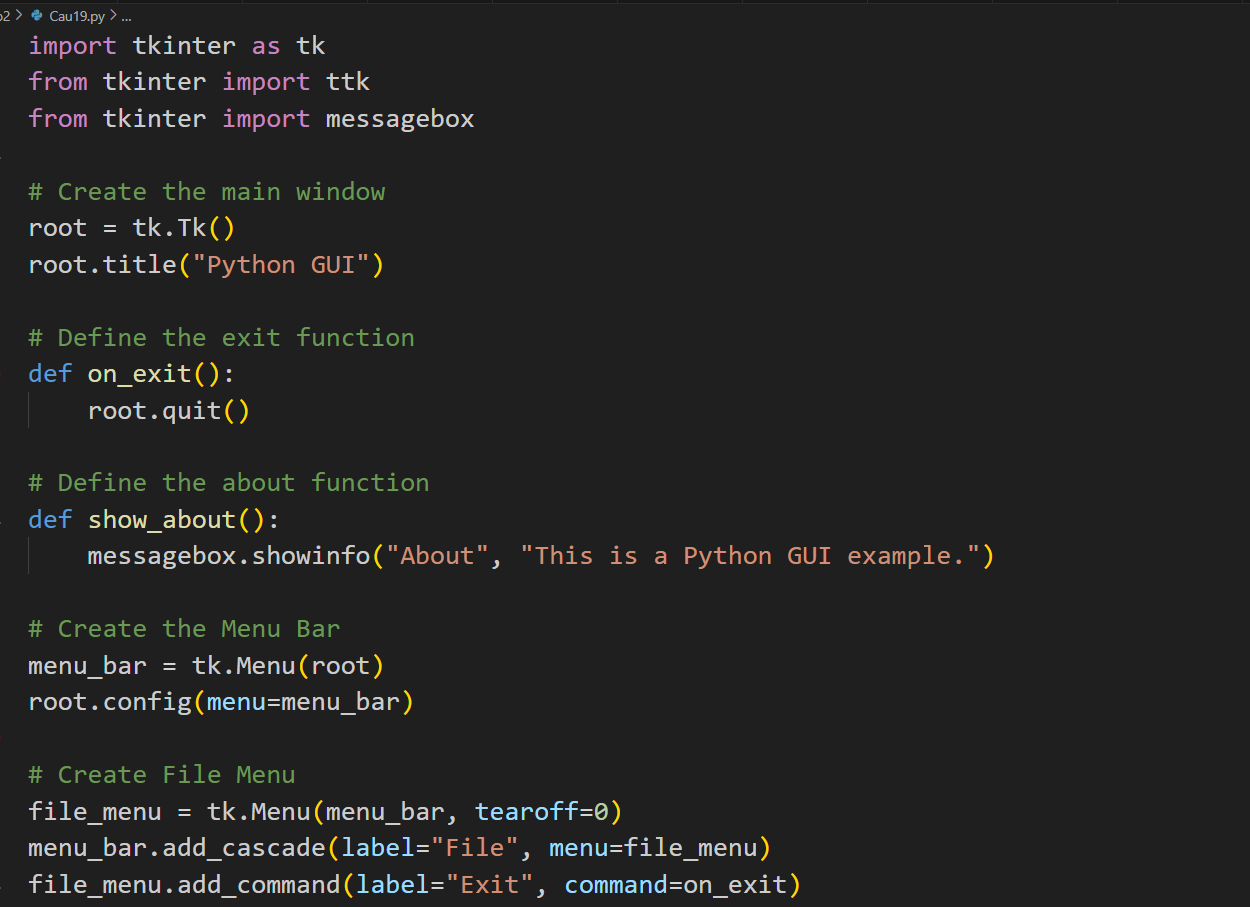 Cau19.py > ...
import tkinter as tk
from tkinter import ttk
from tkinter import messagebox

# Create the main window
root = tk.Tk()
root.title("Python GUI")

# Define the exit function
def on_exit():
    root.quit()

# Define the about function
def show_about():
    messagebox.showinfo("About", "This is a Python GUI example.")

# Create the Menu Bar
menu_bar = tk.Menu(root)
root.config(menu=menu_bar)

# Create File Menu
file_menu = tk.Menu(menu_bar, tearoff=0)
menu_bar.add_cascade(label="File", menu=file_menu)
file_menu.add_command(label="Exit", command=on_exit)